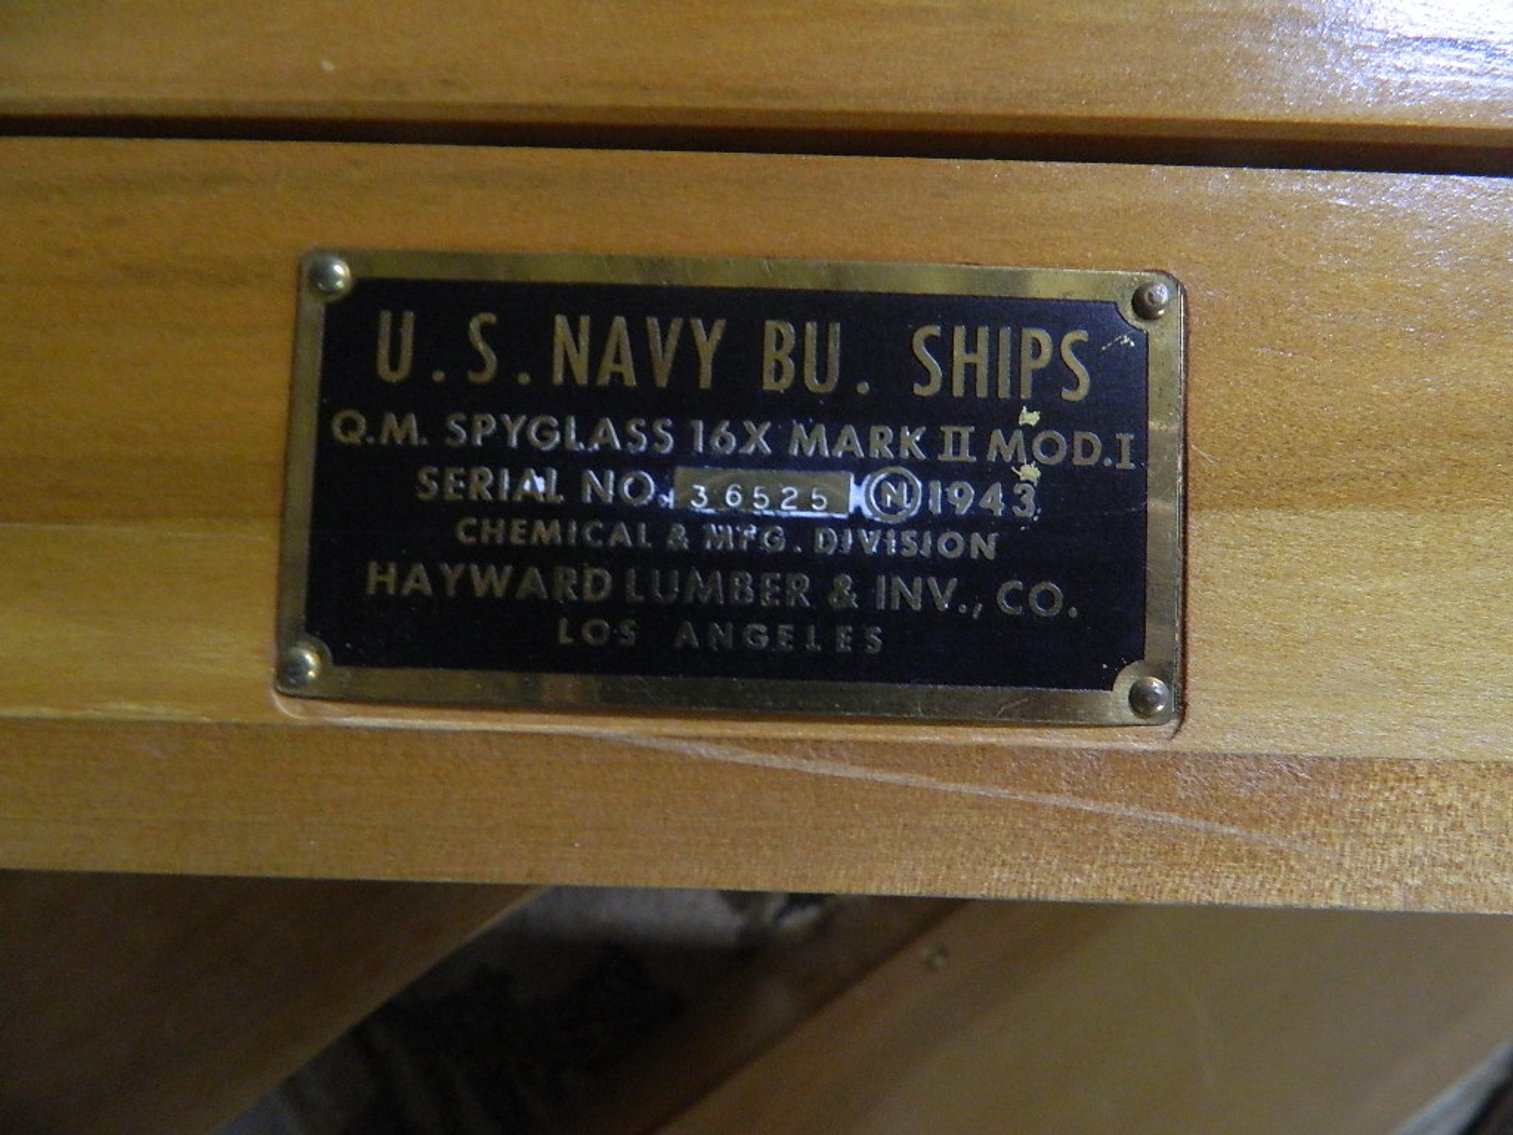 U.S. NAVY BU. SHIPS
Q.M. SPYGLASS 16X MARK II MOD.I
SERIAL NO. 36525 N 1943
CHEMICAL & MFG. DIVISION
HAYWARD LUMBER & INV., CO.
LOS ANGELES